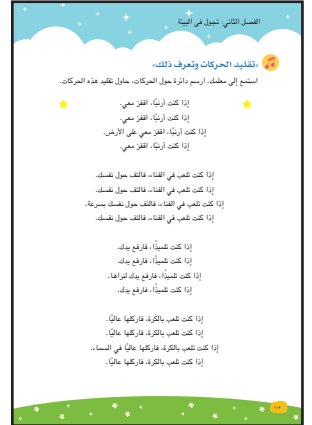 الفصل الثاني: تجول في البيئة
«تقليد الحركات وتعرف ذلك»
استمع إلى معلمك. ارسم دائرة حول الحركات، حاول تقليد هذه الحركات.
إذا كنت أرنبًا، اقفز معي.
إذا كنت أرنبًا، اقفز معي.
إذا كنت أرنبًا، اقفز معي على الأرض.
إذا كنت أرنبًا، اقفز معي.
إذا كنت تلعب في الفناء، فالتف حول نفسك.
إذا كنت تلعب في الفناء، فالتف حول نفسك.
إذا كنت تلعب في الفناء، فالتف حول نفسك بسرعة.
إذا كنت تلعب في الفناء، فالتف حول نفسك.
إذا كنت تلميذًا، فارفع يدك.
إذا كنت تلميذًا، فارفع يدك.
إذا كنت تلميذًا، فارفع يدك لنراها.
إذا كنت تلميذًا، فارفع يدك.
إذا كنت تلعب بالكرة، فاركلها عاليًا.
إذا كنت تلعب بالكرة، فاركلها عاليًا.
إذا كنت تلعب بالكرة، فاركلها عاليًا في السماء.
إذا كنت تلعب بالكرة، فاركلها عاليًا.